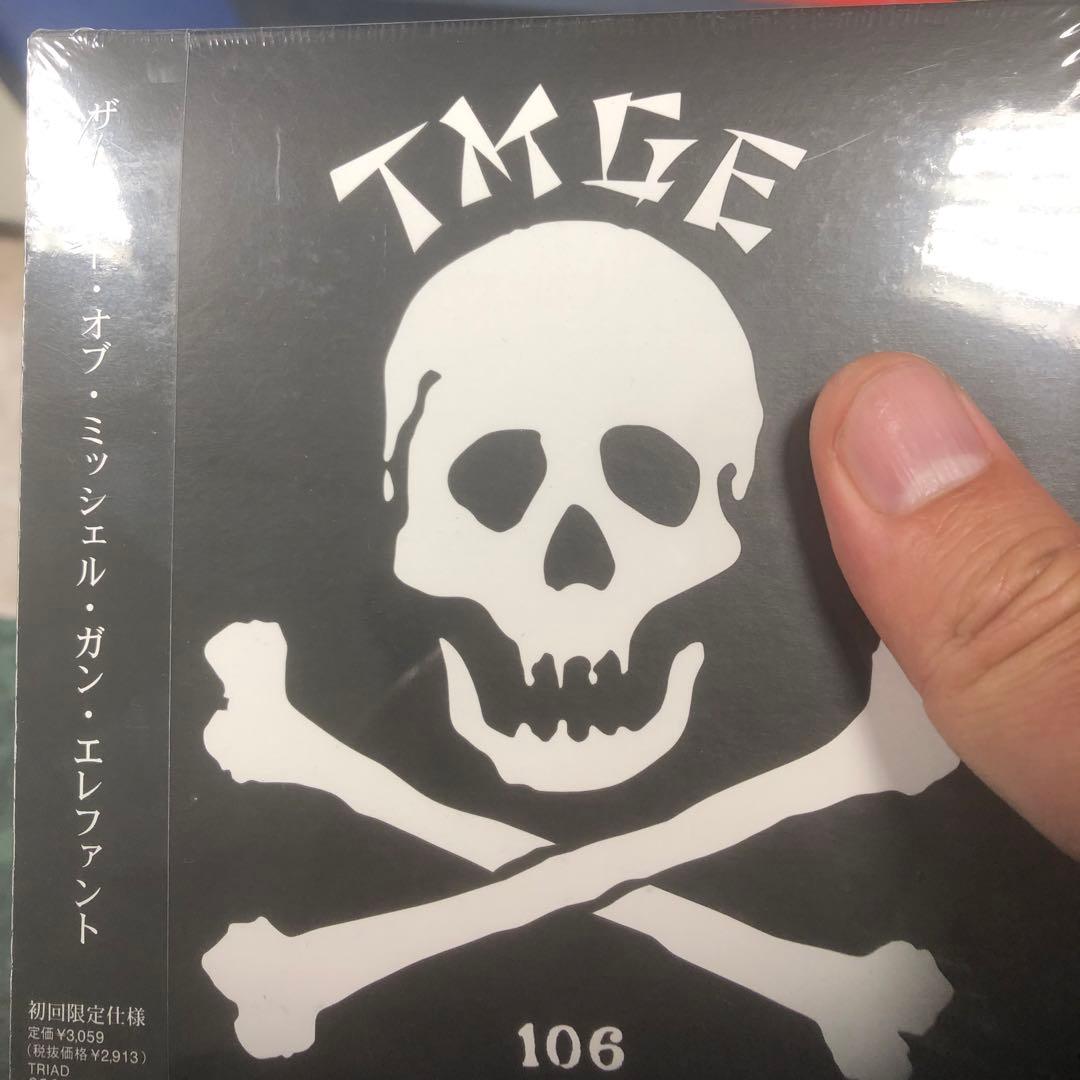 TMGE
ザ・オブ・ミッシェル・ガン・エレファント
初回限定仕様
定価¥3,059
(税抜価格¥2,913)
TRIAD
106